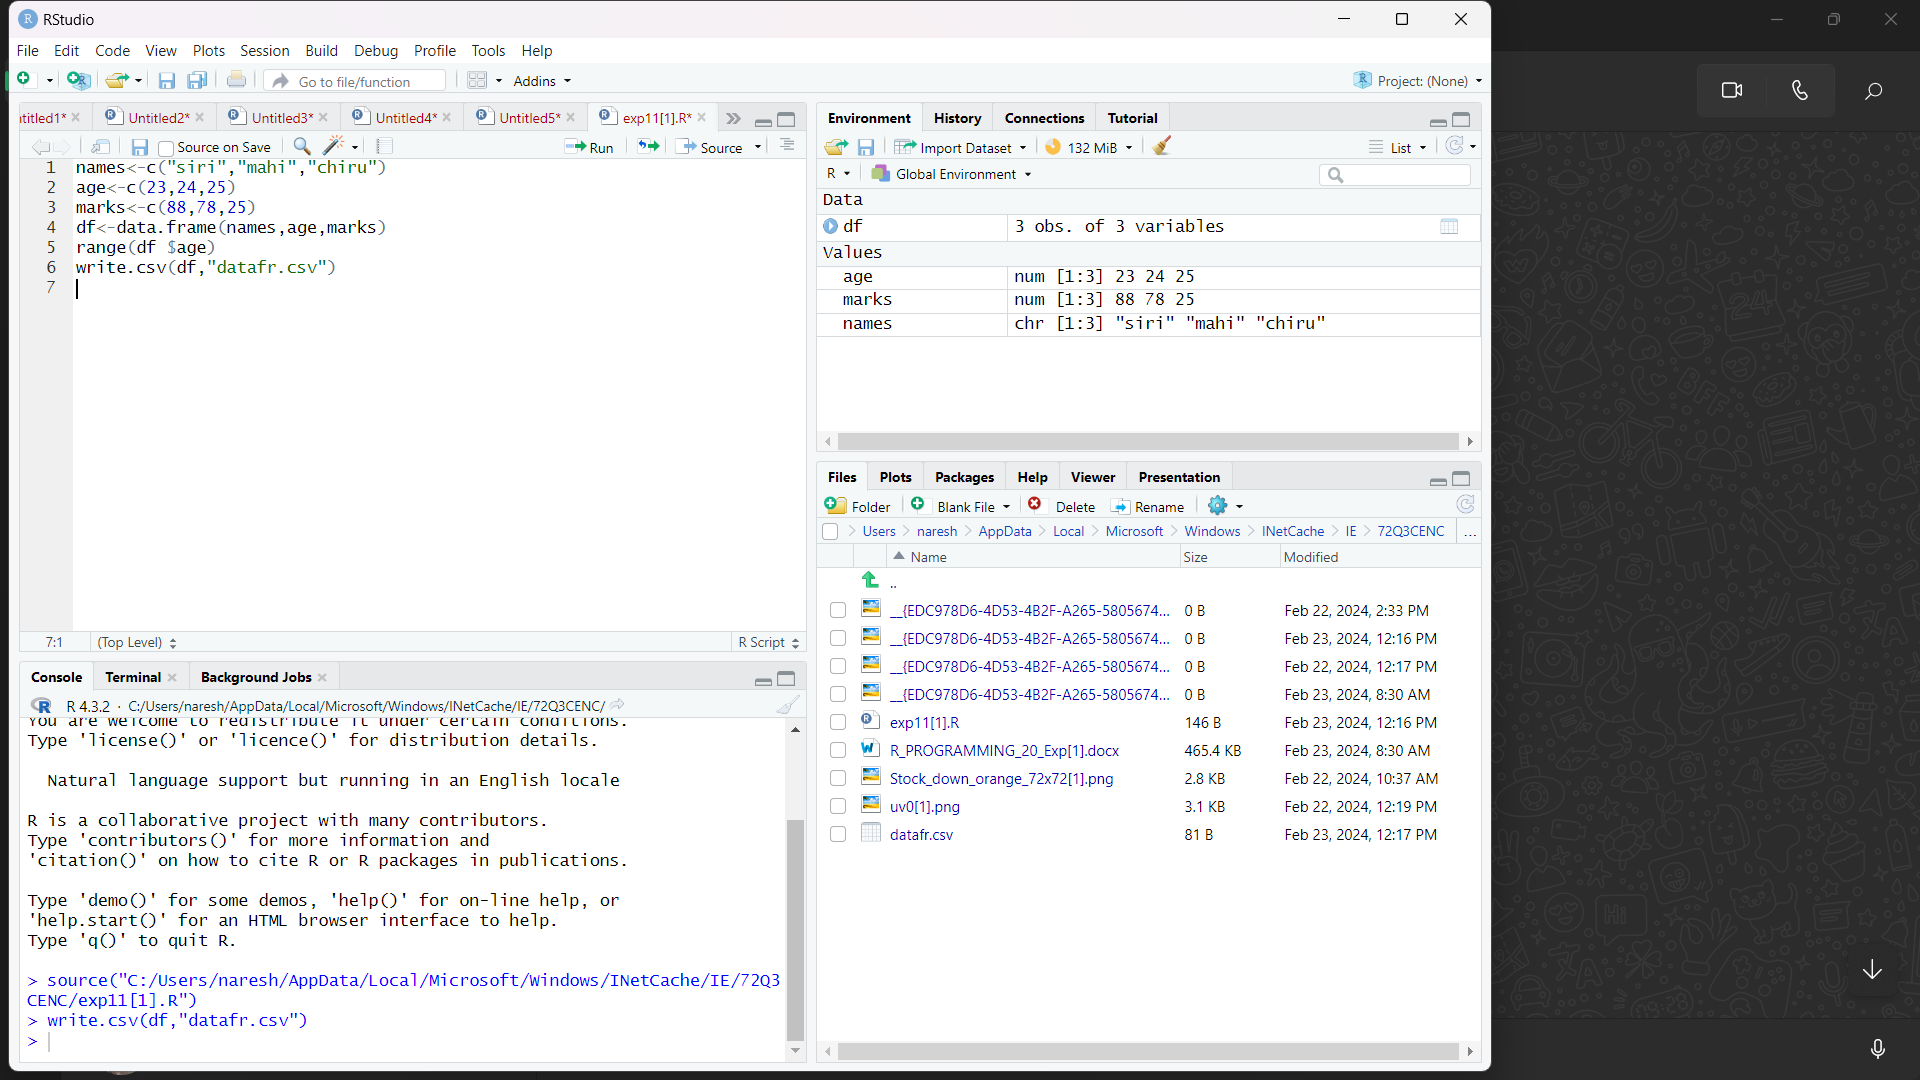 RStudio
File Edit Code View Plots Session Build Debug Profile Tools Help
Go to file/function Addins Project: (None)
ntitled1* Untitled2* Untitled3* Untitled4* Untitled5* exp11[1].R*
Source on Save Run Source
1 names<-c("siri","mahi","chiru")
2 age<-c(23,24,25)
3 marks<-c(88,78,25)
4 df<-data.frame(names,age,marks)
5 range(df $age)
6 write.csv(df,"datafr.csv")
7
7:1 (Top Level) R Script
Console Terminal Background Jobs
R 4.3.2 · C:/Users/naresh/AppData/Local/Microsoft/Windows/INetCache/IE/72Q3CENC/
You are welcome to redistribute it under certain conditions.
Type 'license()' or 'licence()' for distribution details.
Natural language support but running in an English locale
R is a collaborative project with many contributors.
Type 'contributors()' for more information and
'citation()' on how to cite R or R packages in publications.
Type 'demo()' for some demos, 'help()' for on-line help, or
'help.start()' for an HTML browser interface to help.
Type 'q()' to quit R.
> source("C:/Users/naresh/AppData/Local/Microsoft/Windows/INetCache/IE/72Q3
CENC/exp11[1].R")
> write.csv(df,"datafr.csv")
>
Environment History Connections Tutorial
Import Dataset 132 MiB List
R Global Environment
Data
df 3 obs. of 3 variables
Values
age num [1:3] 23 24 25
marks num [1:3] 88 78 25
names chr [1:3] "siri" "mahi" "chiru"
Files Plots Packages Help Viewer Presentation
Folder Blank File Delete Rename
Users naresh AppData Local Microsoft Windows INetCache IE 72Q3CENC ...
Name Size Modified
..
__{EDC978D6-4D53-4B2F-A265-5805674... 0 B Feb 22, 2024, 2:33 PM
__{EDC978D6-4D53-4B2F-A265-5805674... 0 B Feb 23, 2024, 12:16 PM
__{EDC978D6-4D53-4B2F-A265-5805674... 0 B Feb 22, 2024, 12:17 PM
__{EDC978D6-4D53-4B2F-A265-5805674... 0 B Feb 23, 2024, 8:30 AM
exp11[1].R 146 B Feb 23, 2024, 12:16 PM
R_PROGRAMMING_20_Exp[1].docx 465.4 KB Feb 23, 2024, 8:30 AM
Stock_down_orange_72x72[1].png 2.8 KB Feb 22, 2024, 10:37 AM
uv0[1].png 3.1 KB Feb 22, 2024, 12:19 PM
datafr.csv 81 B Feb 23, 2024, 12:17 PM